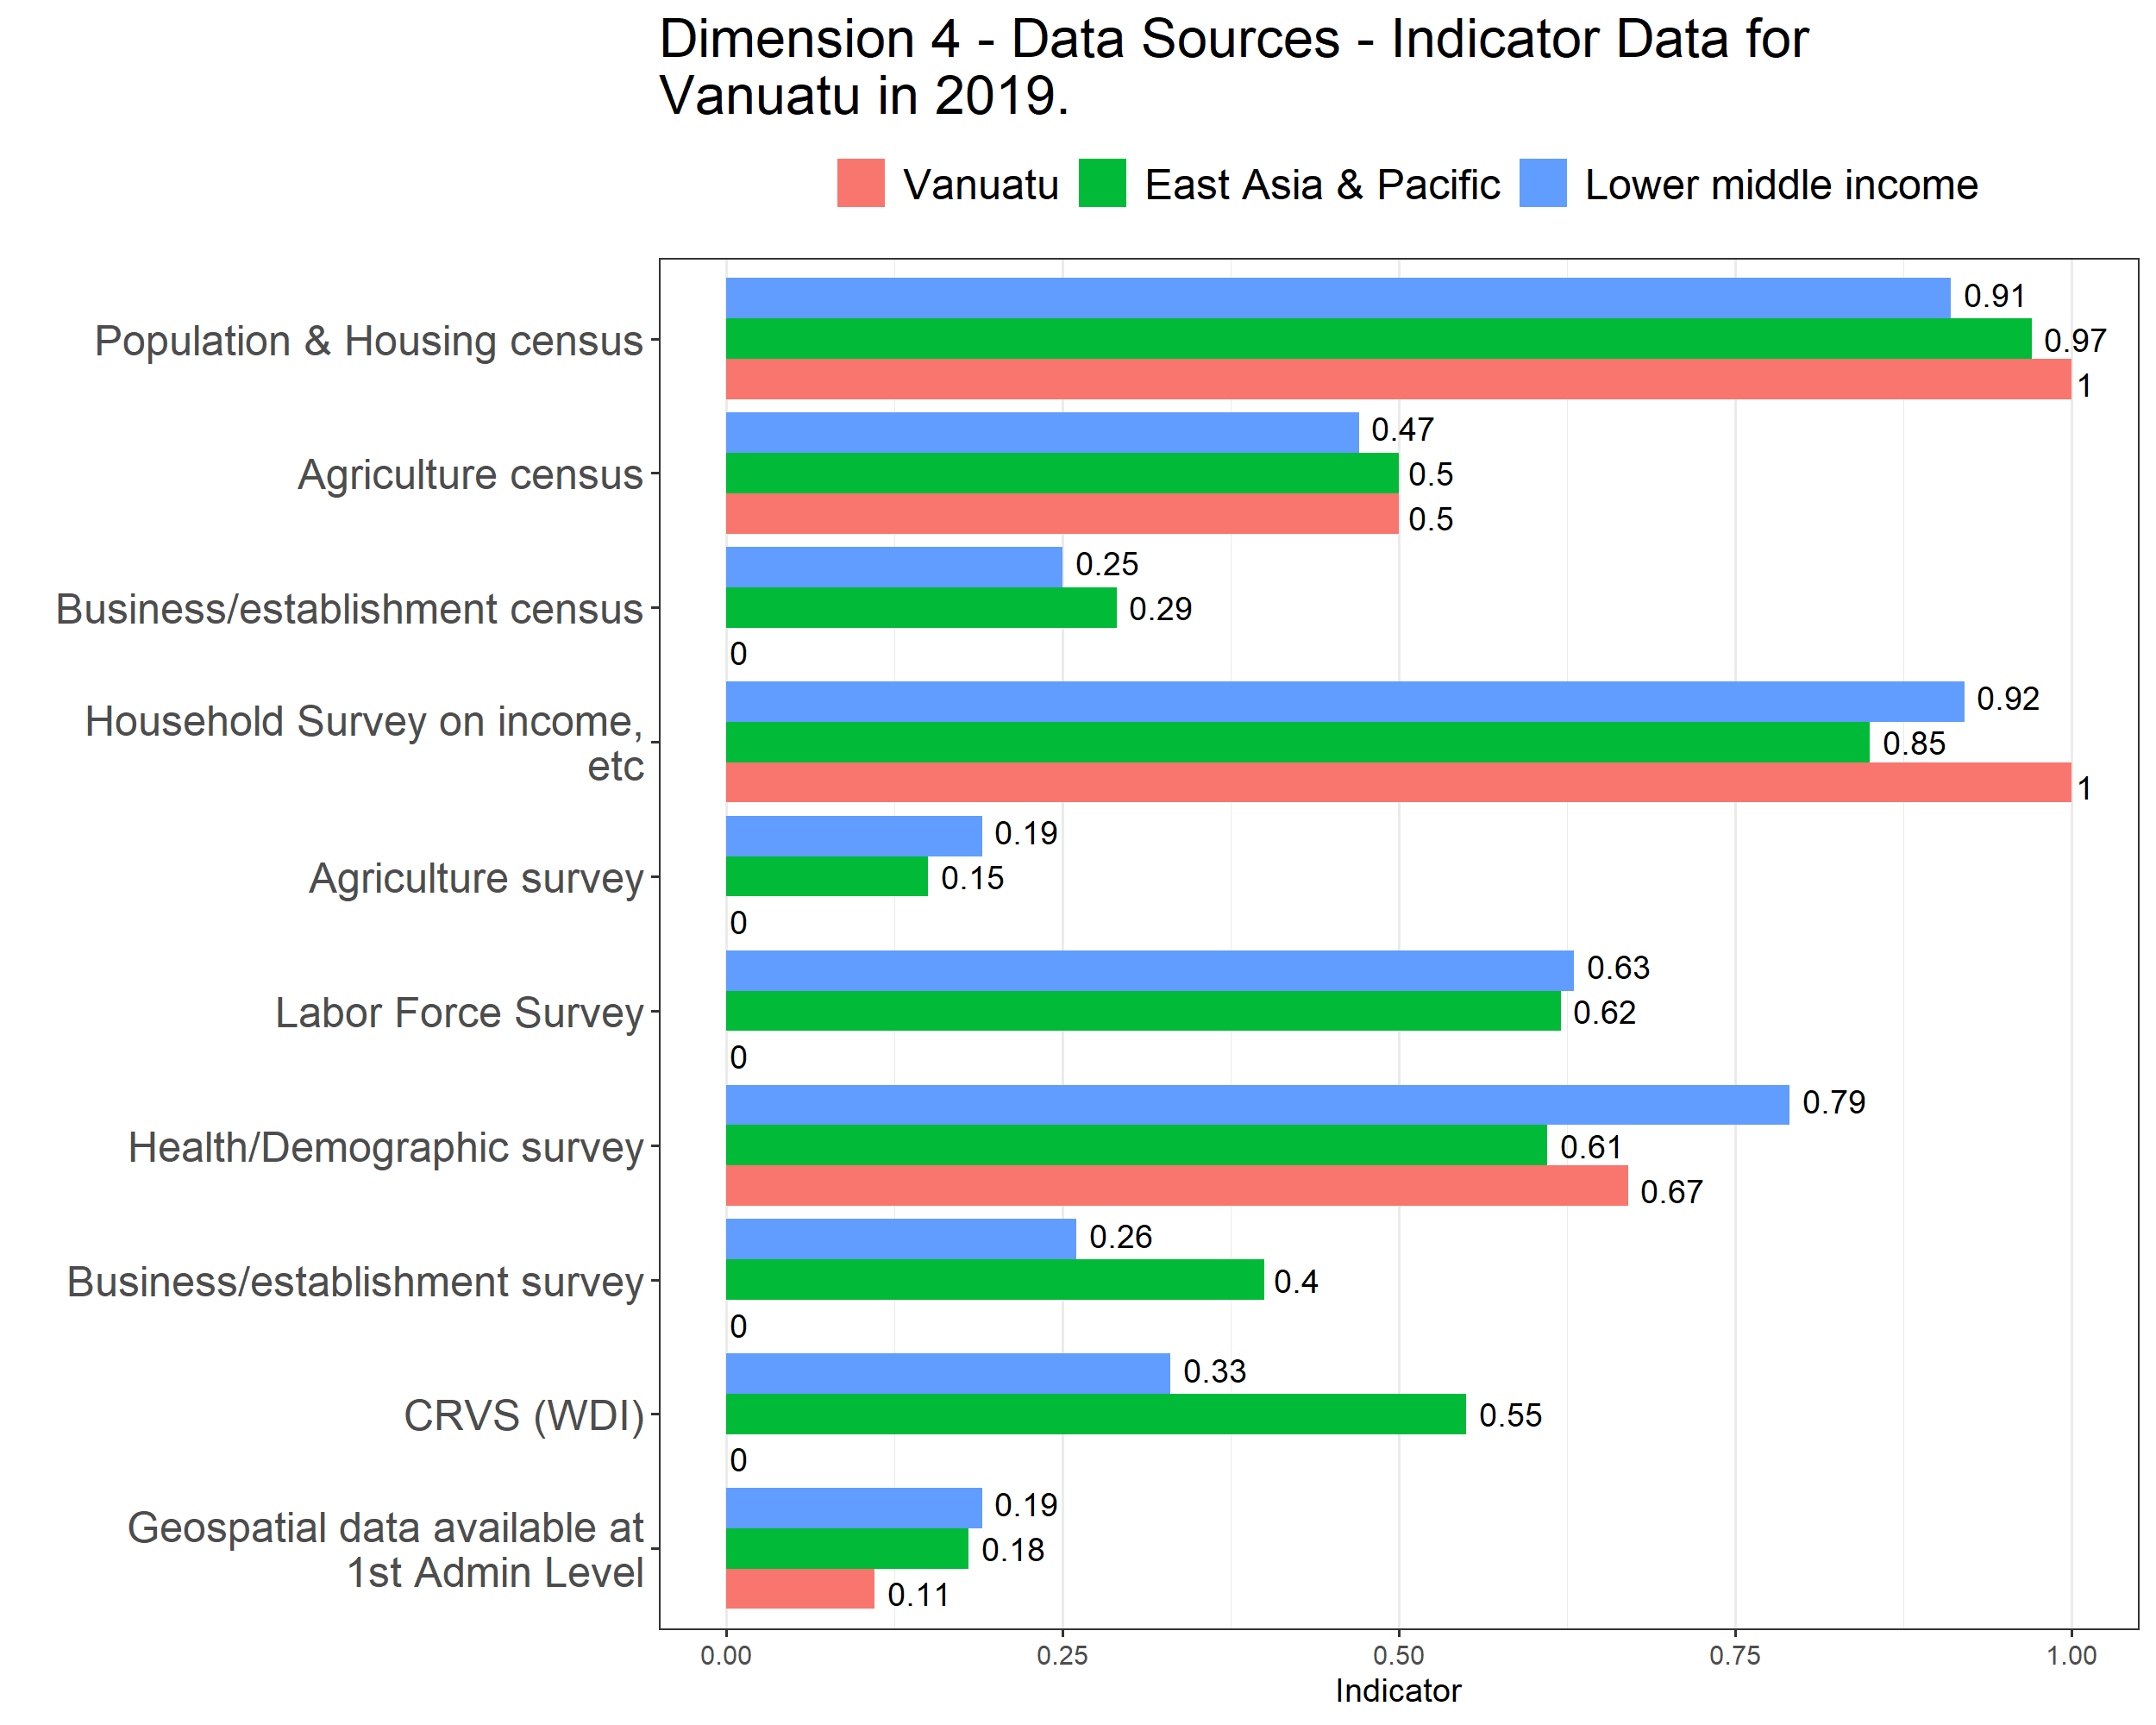 Dimension 4 - Data Sources - Indicator Data for
Vanuatu in 2019.
Vanuatu East Asia & Pacific Lower middle income
Population & Housing census
0.91
0.97
1
Agriculture census
0.47
0.5
0.5
Business/establishment census
0.25
0.29
0
Household Survey on income,
etc
0.92
0.85
1
Agriculture survey
0.19
0.15
0
Labor Force Survey
0.63
0.62
0
Health/Demographic survey
0.79
0.61
0.67
Business/establishment survey
0.26
0.4
0
CRVS (WDI)
0.33
0.55
0
Geospatial data available at
1st Admin Level
0.19
0.18
0.11
0.00 0.25 0.50 0.75 1.00
Indicator